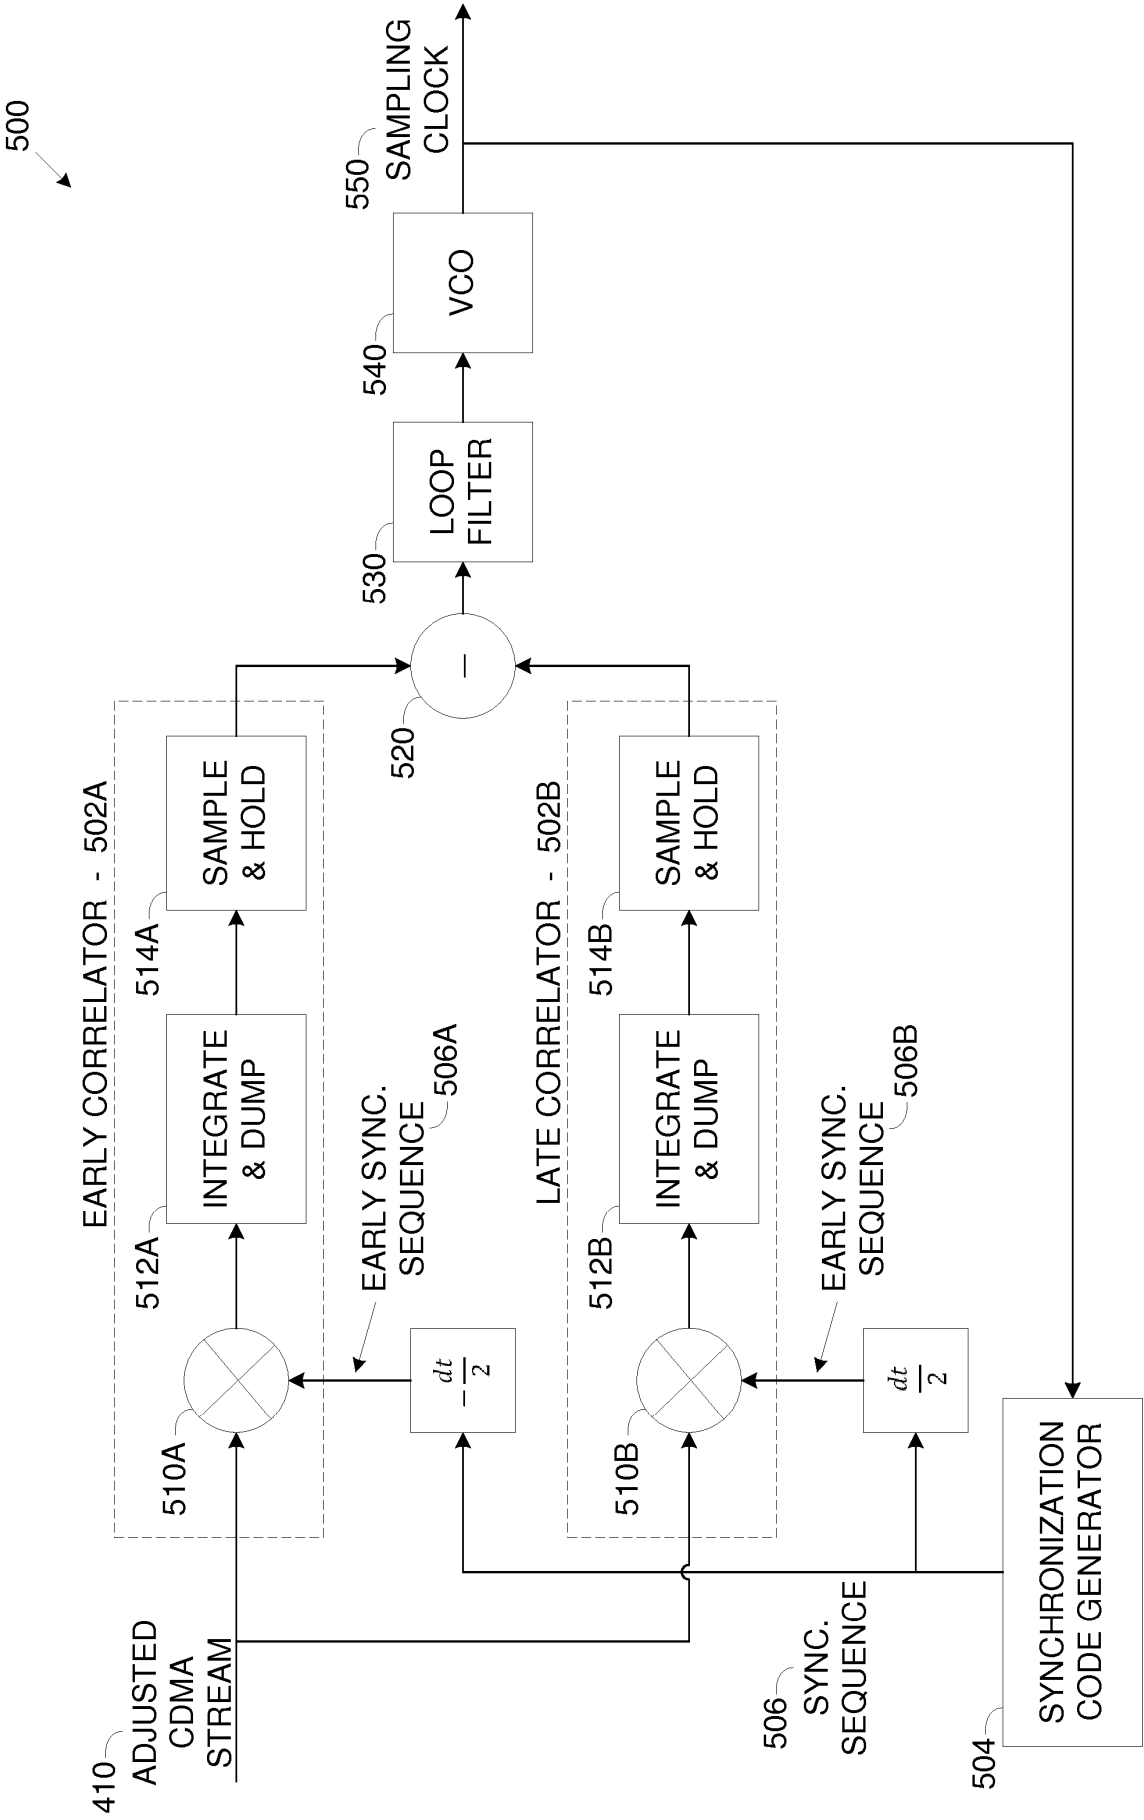 500
410
ADJUSTED
CDMA
STREAM
EARLY CORRELATOR - 502A
510A
512A
INTEGRATE
& DUMP
514A
SAMPLE
& HOLD
EARLY SYNC.
SEQUENCE
506A
-dt/2
520
−
530
LOOP
FILTER
540
VCO
550
SAMPLING
CLOCK
LATE CORRELATOR - 502B
510B
512B
INTEGRATE
& DUMP
514B
SAMPLE
& HOLD
EARLY SYNC.
SEQUENCE
506B
dt/2
506
SYNC.
SEQUENCE
504
SYNCHRONIZATION
CODE GENERATOR